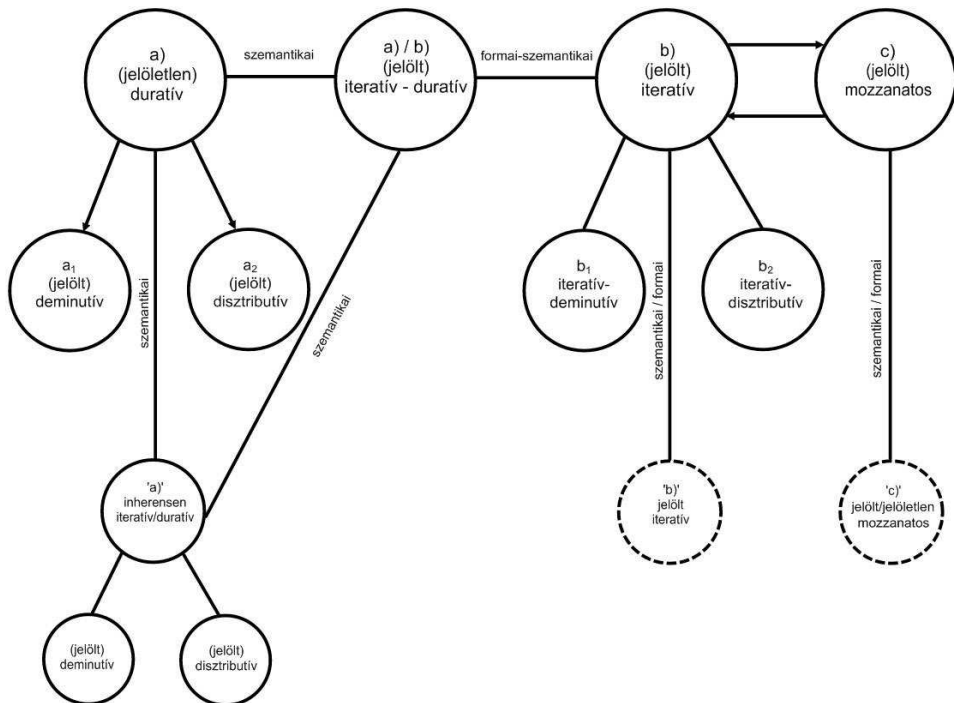 a)
(jelöletlen)
duratív
szemantikai
a) / b)
(jelölt)
iteratív - duratív
formai-szemantikai
b)
(jelölt)
iteratív
c)
(jelölt)
mozzanatos
a₁
(jelölt)
deminutív
a₂
(jelölt)
disztributív
b₁
iteratív-
deminutív
b₂
iteratív-
disztributív
szemantikai
szemantikai
szemantikai / formai
szemantikai / formai
'a)'
inherensen
iteratív/duratív
'b)'
jelölt
iteratív
'c)'
jelölt/jelöletlen
mozzanatos
(jelölt)
deminutív
(jelölt)
disztributív